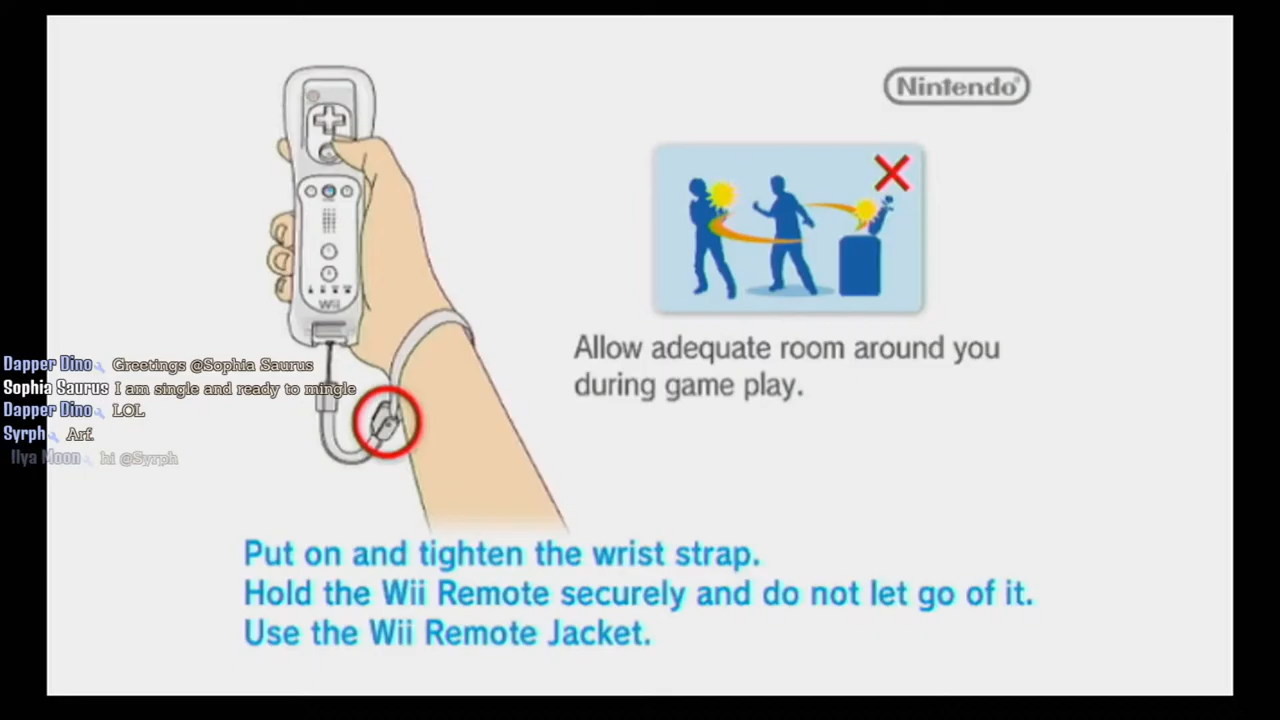 Nintendo®
Wii
Allow adequate room around you
during game play.
Dapper Dino Greetings @Sophia Saurus
Sophia Saurus I am single and ready to mingle
Dapper Dino LOL
Syrph Arf.
Ilya Moon hi @Syrph
Put on and tighten the wrist strap.
Hold the Wii Remote securely and do not let go of it.
Use the Wii Remote Jacket.